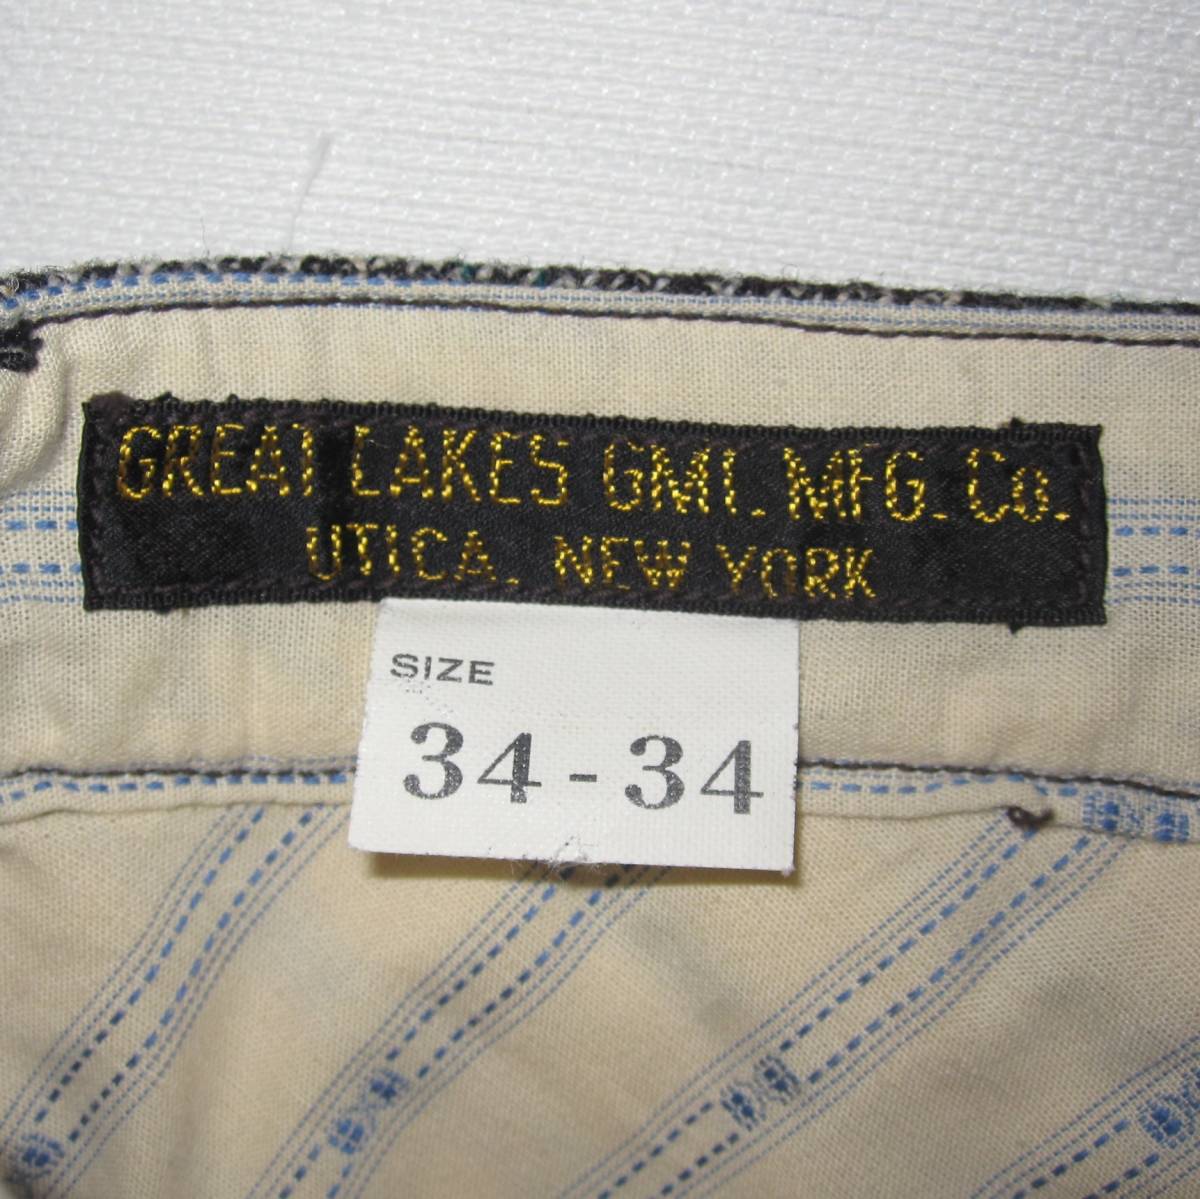 GREAT LAKES GMT. MFG. Co.
UTICA. NEW YORK
SIZE
34-34